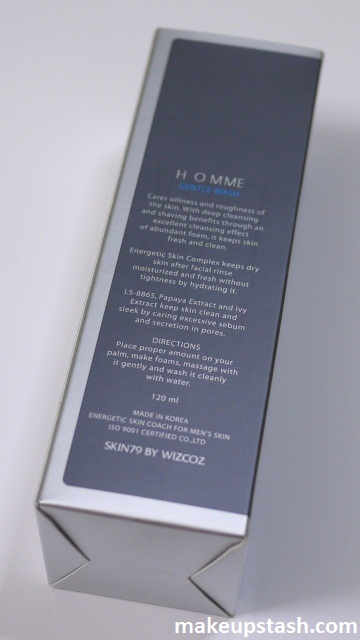 H O MME
GENTLE WASH
Cares oiliness and roughness of
the skin. With deep cleansing
and shaving benefits through an
excellent cleansing effect
of abundant foam, it keeps skin
fresh and clean.
Energetic Skin Complex keeps dry
skin after facial rinse
moisturized and fresh without
tightness by hydrating it.
LS-8865, Papaya Extract and Ivy
Extract keep skin clean and
sleek by caring excessive sebum
and secretion in pores.
DIRECTIONS
Place proper amount on your
palm, make foams, massage with
it gently and wash it cleanly
with water.
120 ml
MADE IN KOREA
ENERGETIC SKIN COACH FOR MEN'S SKIN
ISO 9001 CERTIFIED CO.,LTD
SKIN79 BY WIZCOZ
makeupstash.com